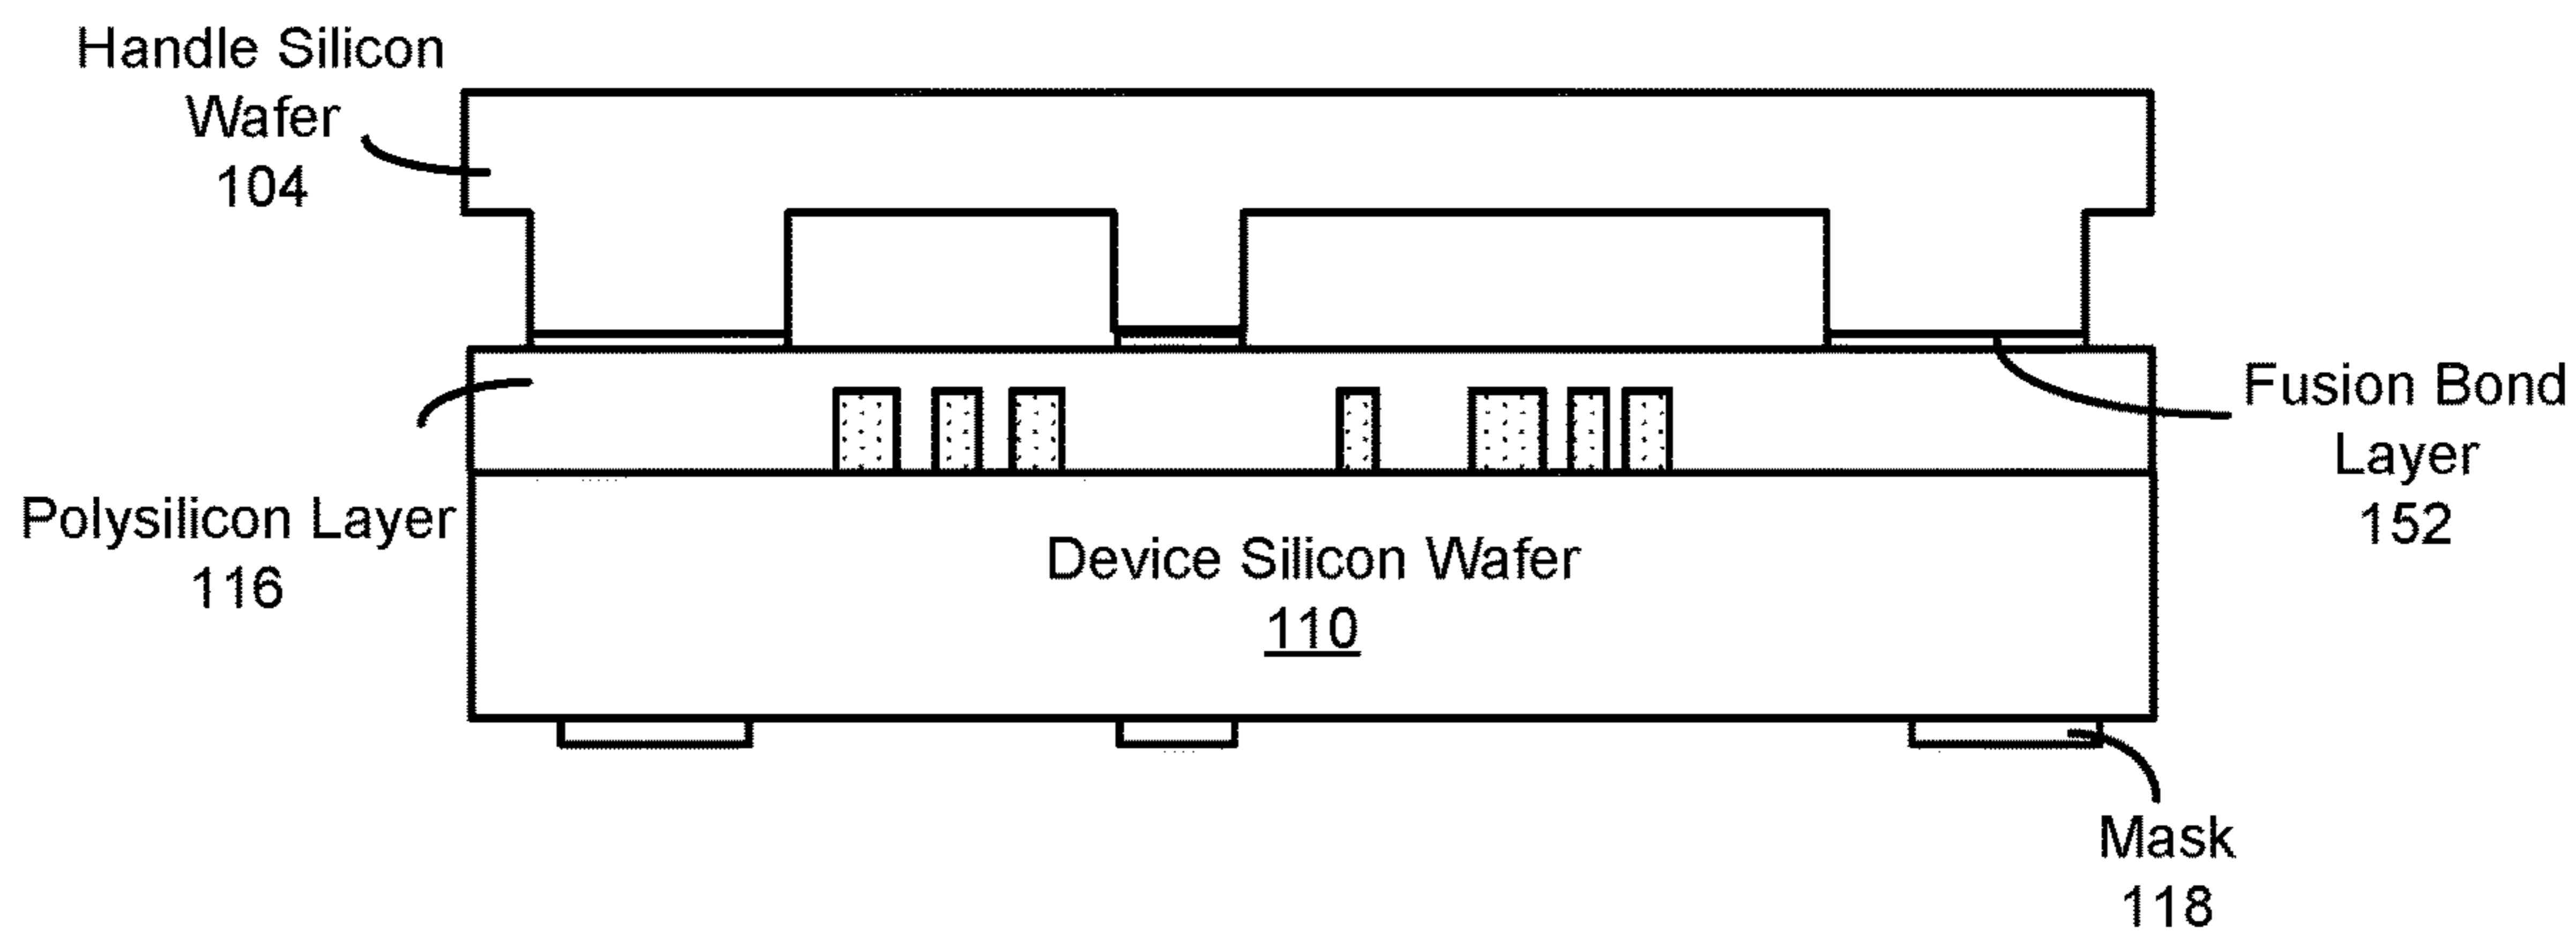 Handle Silicon
Wafer
104
Fusion Bond
Layer
152
Polysilicon Layer
116
Device Silicon Wafer
110
Mask
118